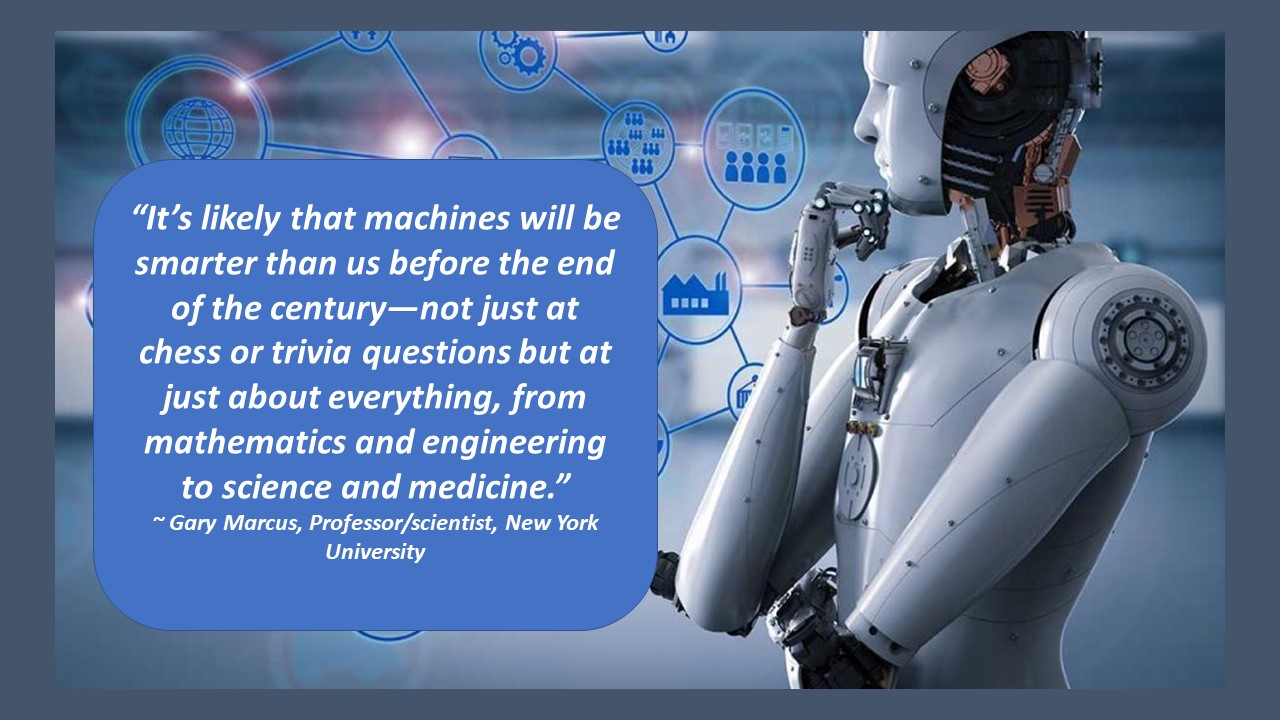 “It’s likely that machines will be
smarter than us before the end
of the century—not just at
chess or trivia questions but at
just about everything, from
mathematics and engineering
to science and medicine.”
~ Gary Marcus, Professor/scientist, New York
University